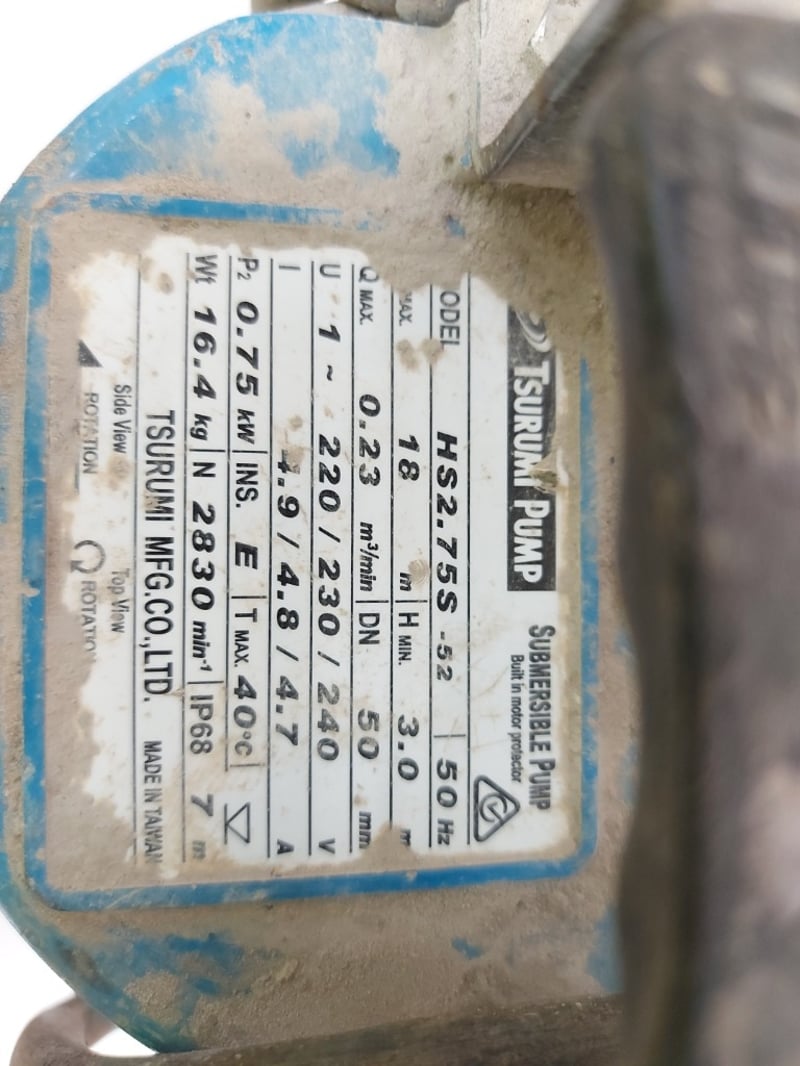 TSURUMI PUMP SUBMERSIBLE PUMP
Built in motor protector
ODEL HS2.75S -52 50 Hz
MAX. 18 m H MIN. 3.0 m
Q MAX. 0.23 m³/min DN 50 mm
U 1 ~ 220 / 230 / 240 V
I 4.9 / 4.8 / 4.7 A
P2 0.75 kW INS. E T MAX. 40°C
Wt 16.4 kg N 2830 min-1 IP68 7 m
TSURUMI MFG.CO.,LTD. MADE IN TAIWAN
Side View Top View
ROTATION ROTATION